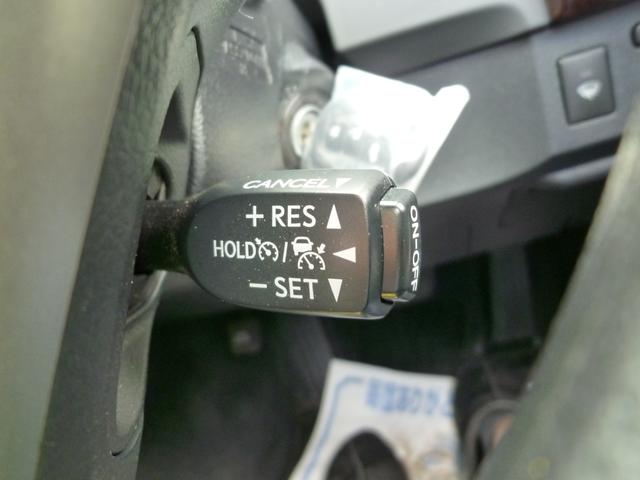 CANCEL ▼
+ RES ▲
HOLD / ◀
− SET ▼
ON-OFF